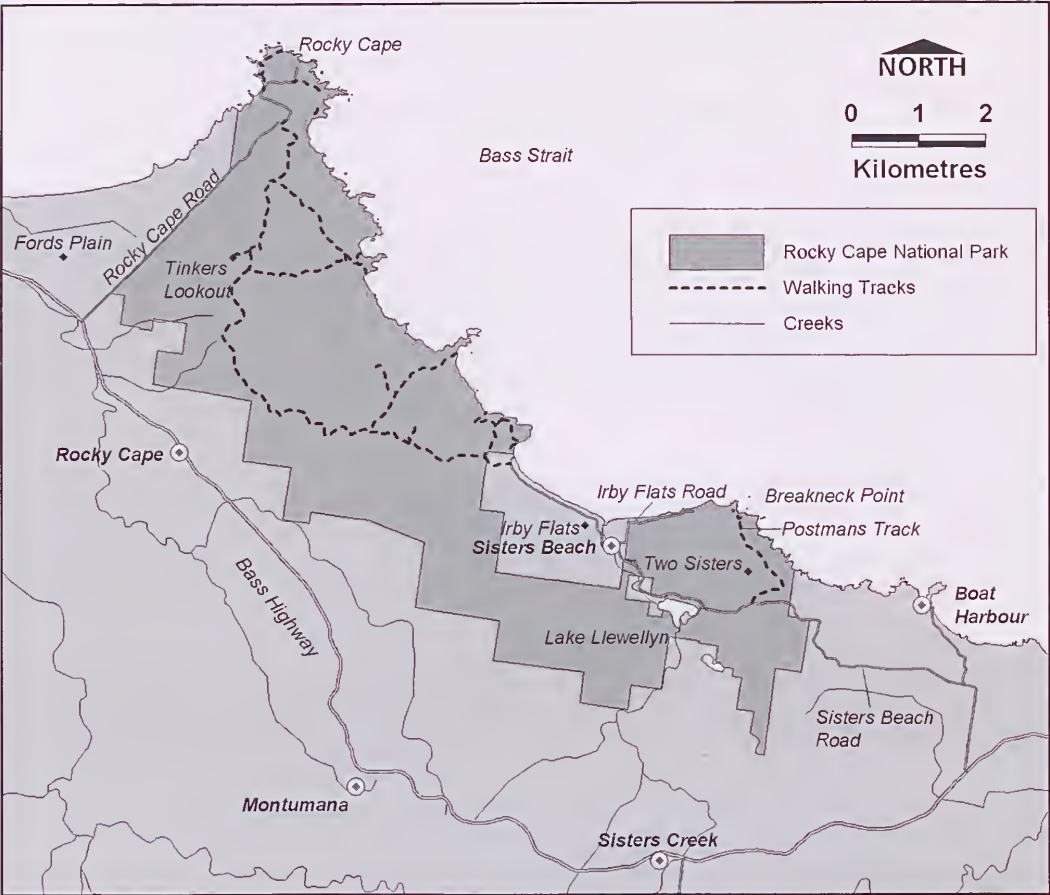 Rocky Cape
NORTH
0 1 2
Kilometres
Bass Strait
Rocky Cape National Park
Walking Tracks
Creeks
Rocky Cape Road
Fords Plain
Tinkers
Lookout
Rocky Cape
Irby Flats Road
Breakneck Point
Postmans Track
Irby Flats
Sisters Beach
Two Sisters
Boat
Harbour
Bass Highway
Lake Llewellyn
Sisters Beach
Road
Montumana
Sisters Creek